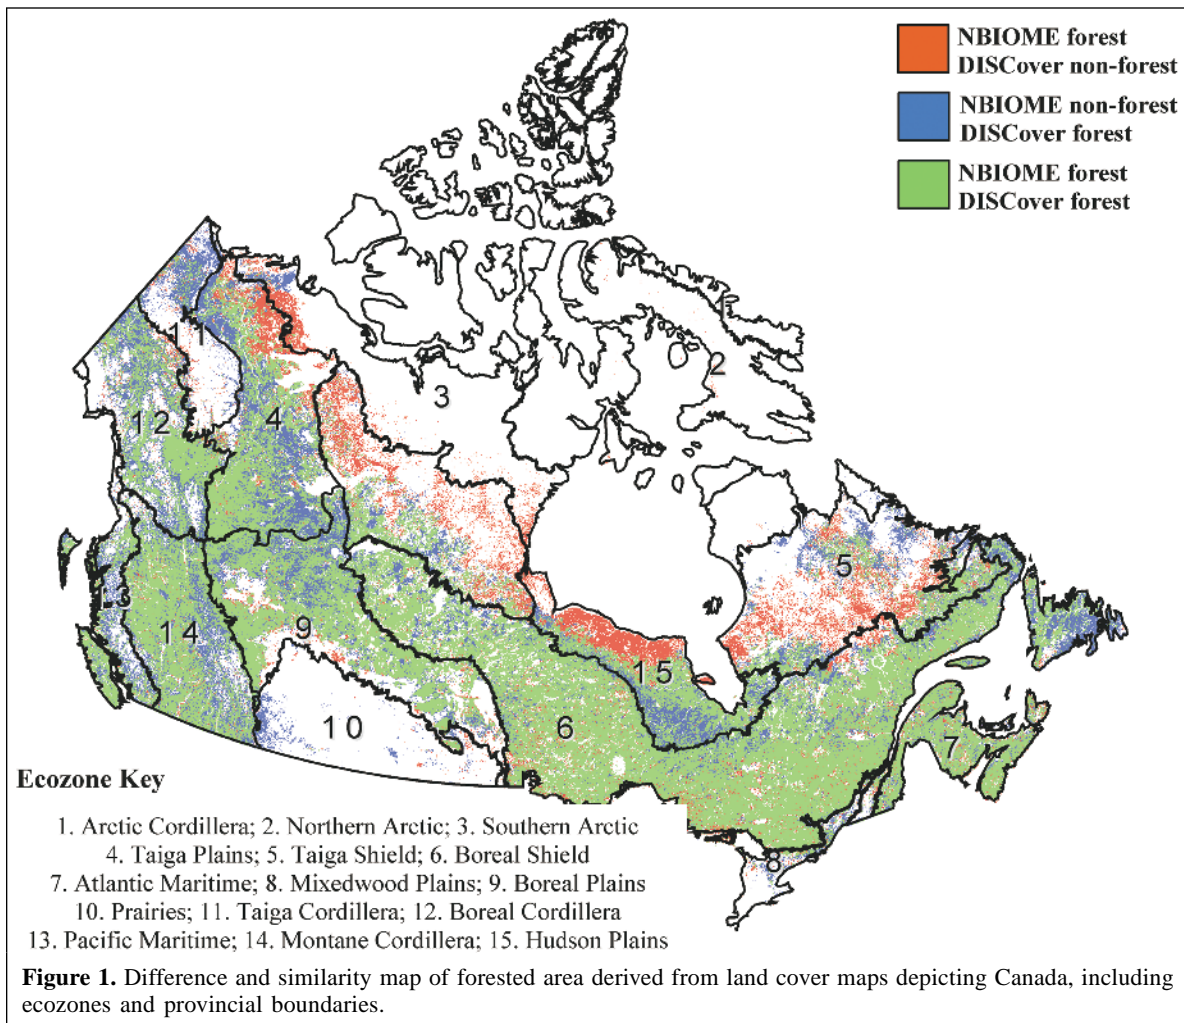 NBIOME forest
DISCover non-forest
NBIOME non-forest
DISCover forest
NBIOME forest
DISCover forest
1
2
3
4
5
11
12
13
14
9
10
15
6
7
8
Ecozone Key
1. Arctic Cordillera; 2. Northern Arctic; 3. Southern Arctic
4. Taiga Plains; 5. Taiga Shield; 6. Boreal Shield
7. Atlantic Maritime; 8. Mixedwood Plains; 9. Boreal Plains
10. Prairies; 11. Taiga Cordillera; 12. Boreal Cordillera
13. Pacific Maritime; 14. Montane Cordillera; 15. Hudson Plains
Figure 1. Difference and similarity map of forested area derived from land cover maps depicting Canada, including
ecozones and provincial boundaries.